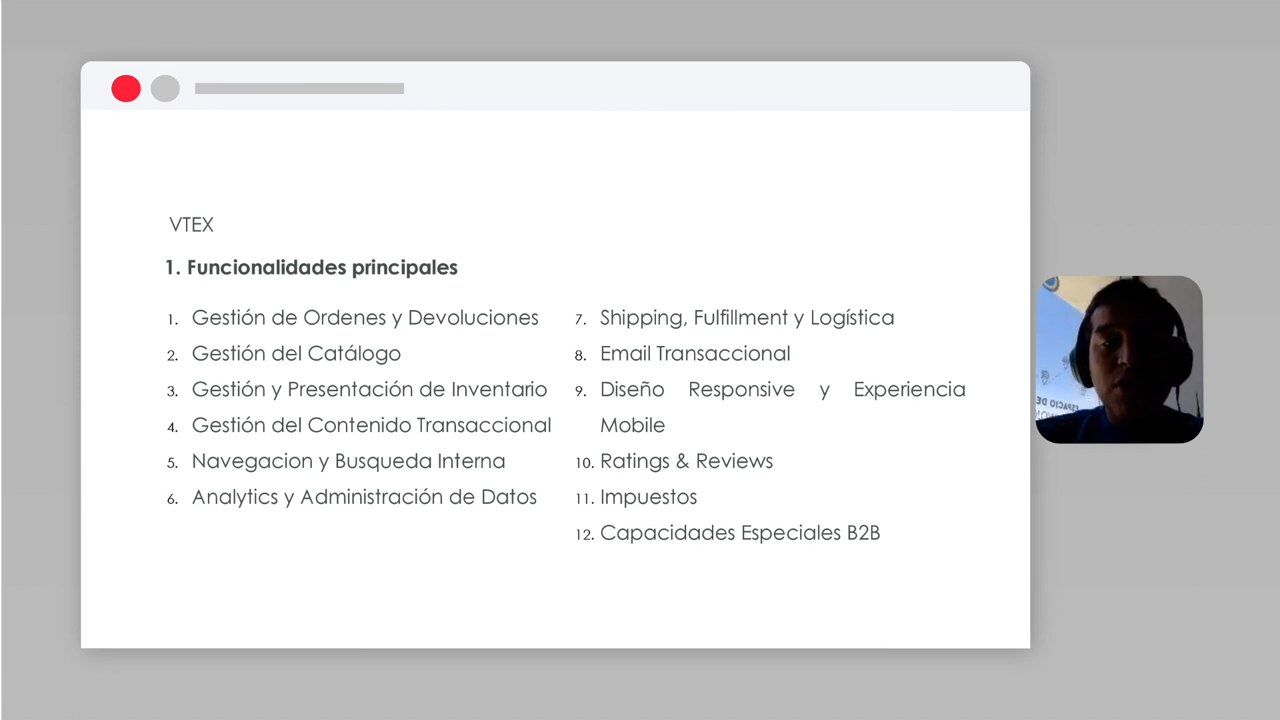 VTEX
1. Funcionalidades principales
1. Gestión de Ordenes y Devoluciones
2. Gestión del Catálogo
3. Gestión y Presentación de Inventario
4. Gestión del Contenido Transaccional
5. Navegacion y Busqueda Interna
6. Analytics y Administración de Datos
7. Shipping, Fulfillment y Logística
8. Email Transaccional
9. Diseño Responsive y Experiencia
Mobile
10. Ratings & Reviews
11. Impuestos
12. Capacidades Especiales B2B
ESPACIO DE